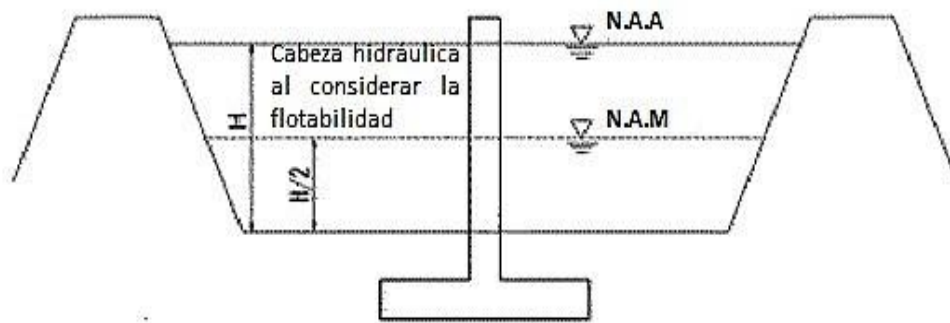 N.A.A
Cabeza hidráulica
al considerar la
flotabilidad
H
N.A.M
H/2